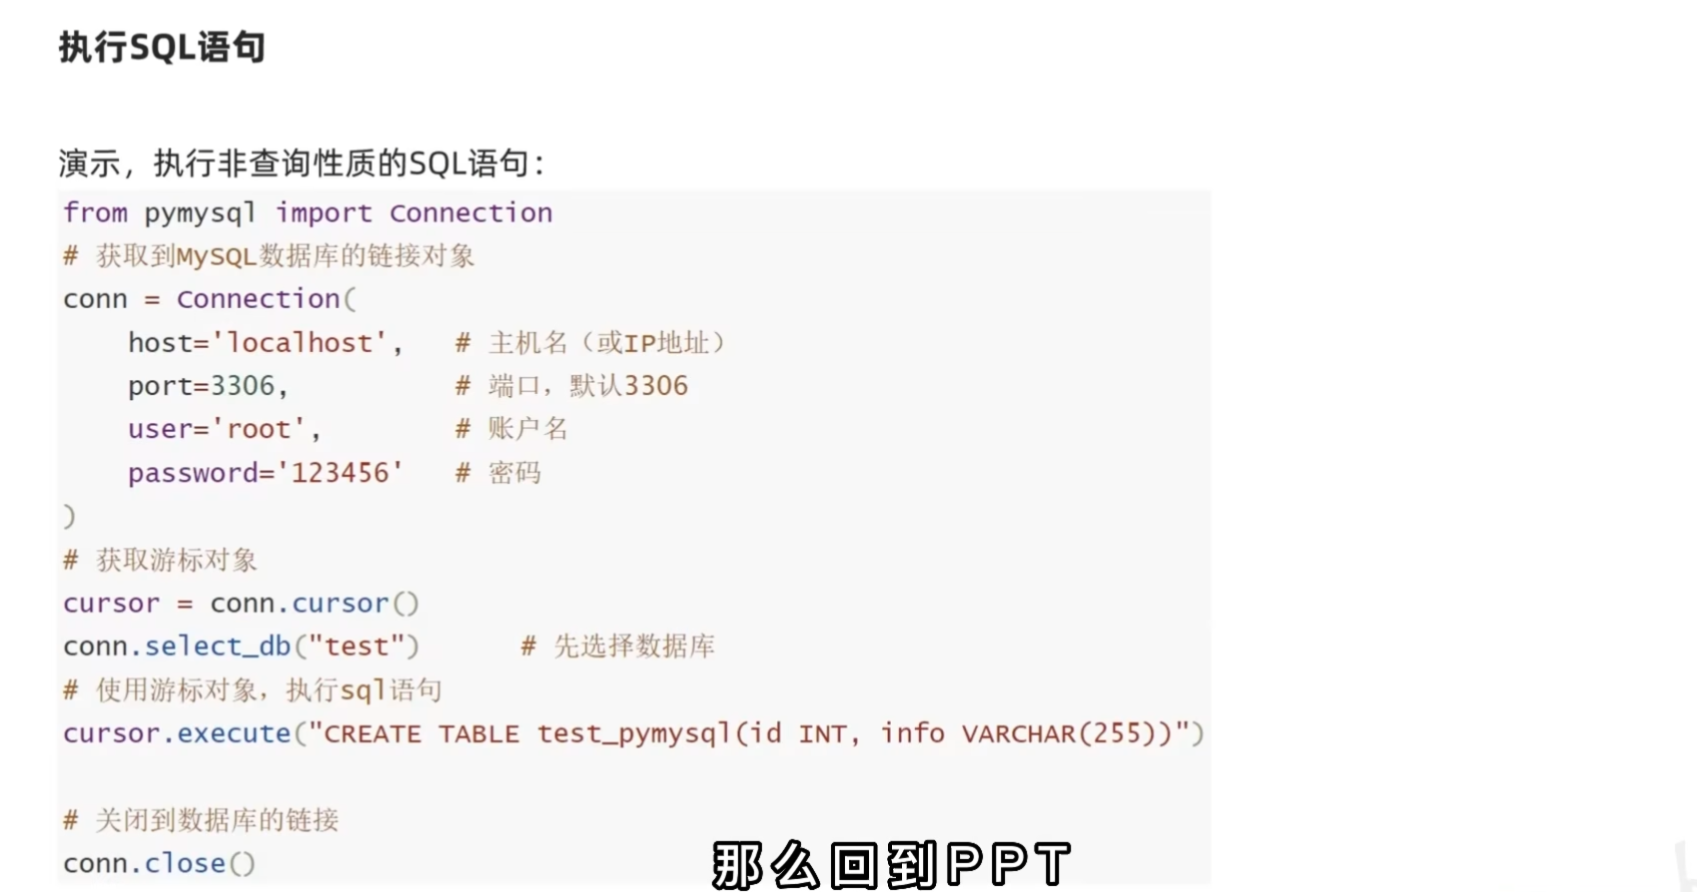 执行SQL语句
演示，执行非查询性质的SQL语句：
from pymysql import Connection
# 获取到MySQL数据库的链接对象
conn = Connection(
    host='localhost',   # 主机名（或IP地址）
    port=3306,          # 端口，默认3306
    user='root',        # 账户名
    password='123456'   # 密码
)
# 获取游标对象
cursor = conn.cursor()
conn.select_db("test")      # 先选择数据库
# 使用游标对象，执行sql语句
cursor.execute("CREATE TABLE test_pymysql(id INT, info VARCHAR(255))")
# 关闭到数据库的链接
conn.close()
那么回到PPT